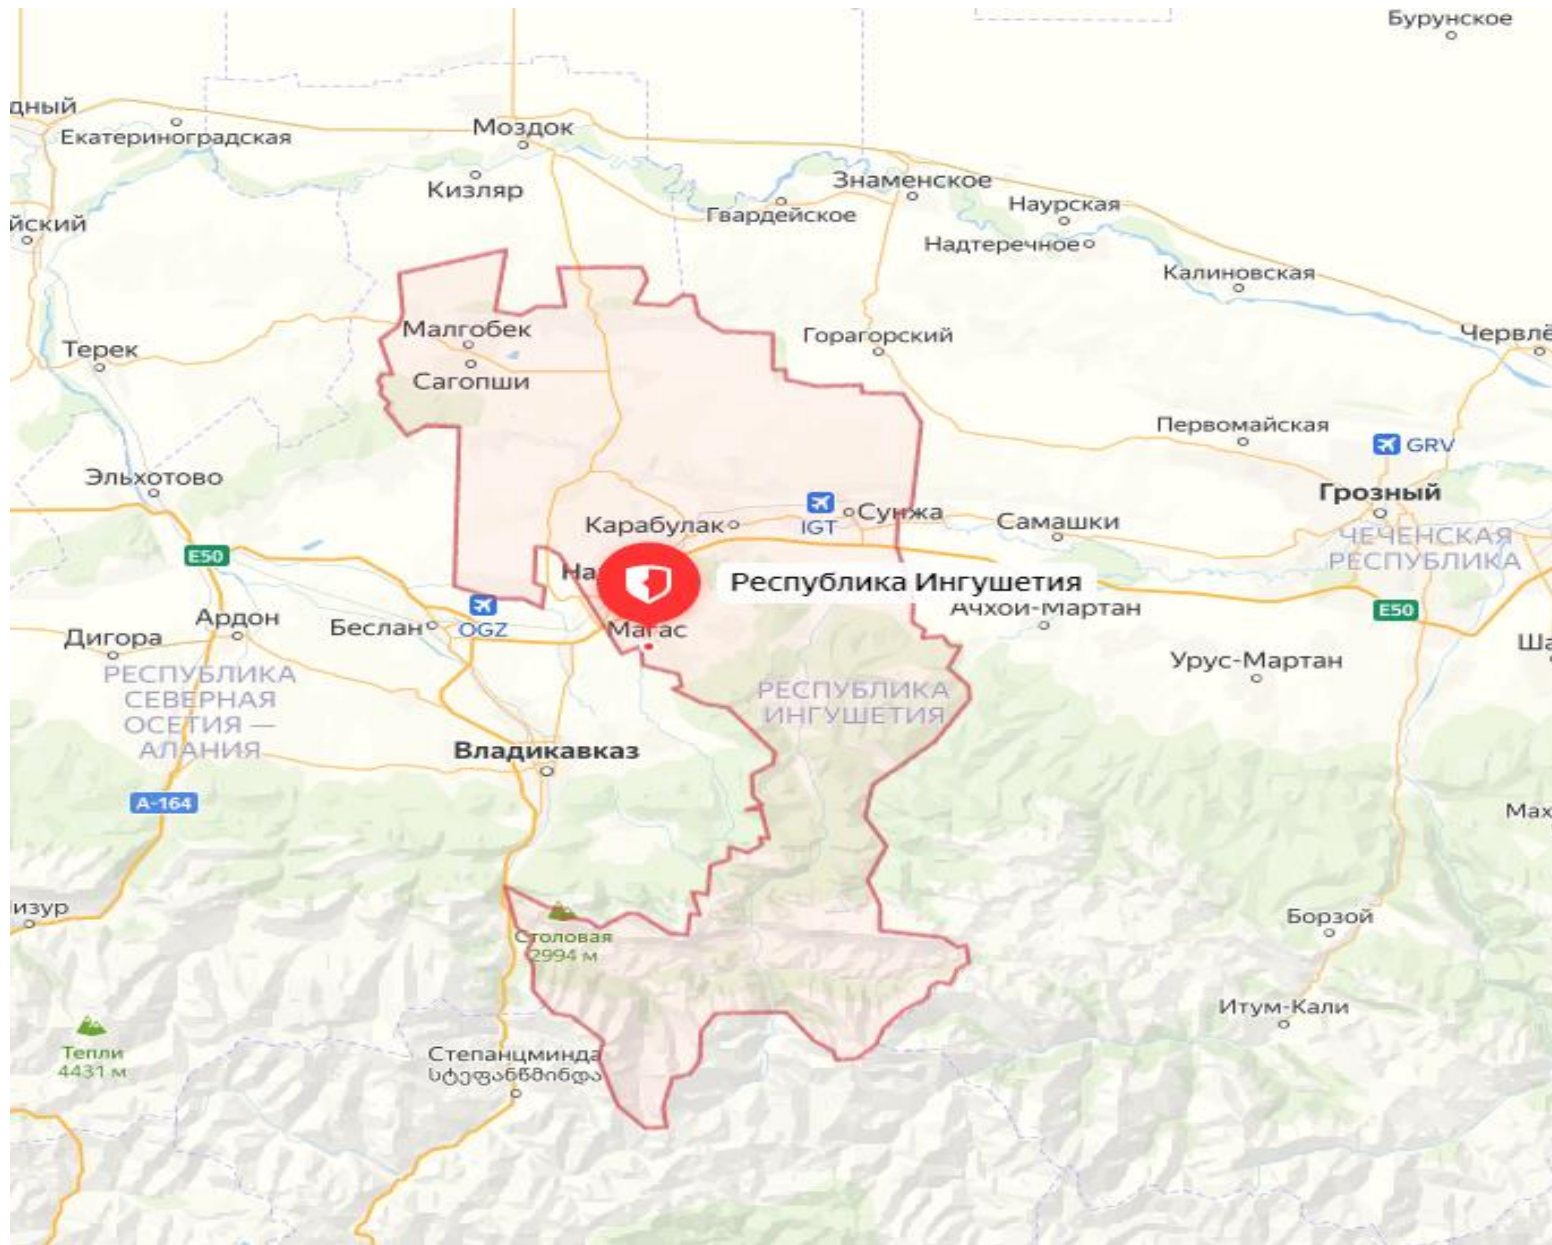 Бурунское
дный
Екатериноградская
Моздок
Кизляр
Знаменское
Гвардейское
Наурская
Надтеречное
йский
Калиновская
Малгобек
Сагопши
Терек
Горагорский
Червлё
Первомайская
GRV
Эльхотово
Грозный
ЧЕЧЕНСКАЯ
РЕСПУБЛИКА
Карабулак
IGT
Сунжа
Самашки
E50
На
Республика Ингушетия
Ачхой-Мартан
E50
Ардон
Беслан
OGZ
Магас
Дигора
Ша
Урус-Мартан
РЕСПУБЛИКА
СЕВЕРНАЯ
ОСЕТИЯ —
АЛАНИЯ
РЕСПУБЛИКА
ИНГУШЕТИЯ
Владикавказ
А-164
Мах
изур
Столовая
2994 м
Борзой
Итум-Кали
Тепли
4431 м
Степанцминда
სტეფანწმინდა